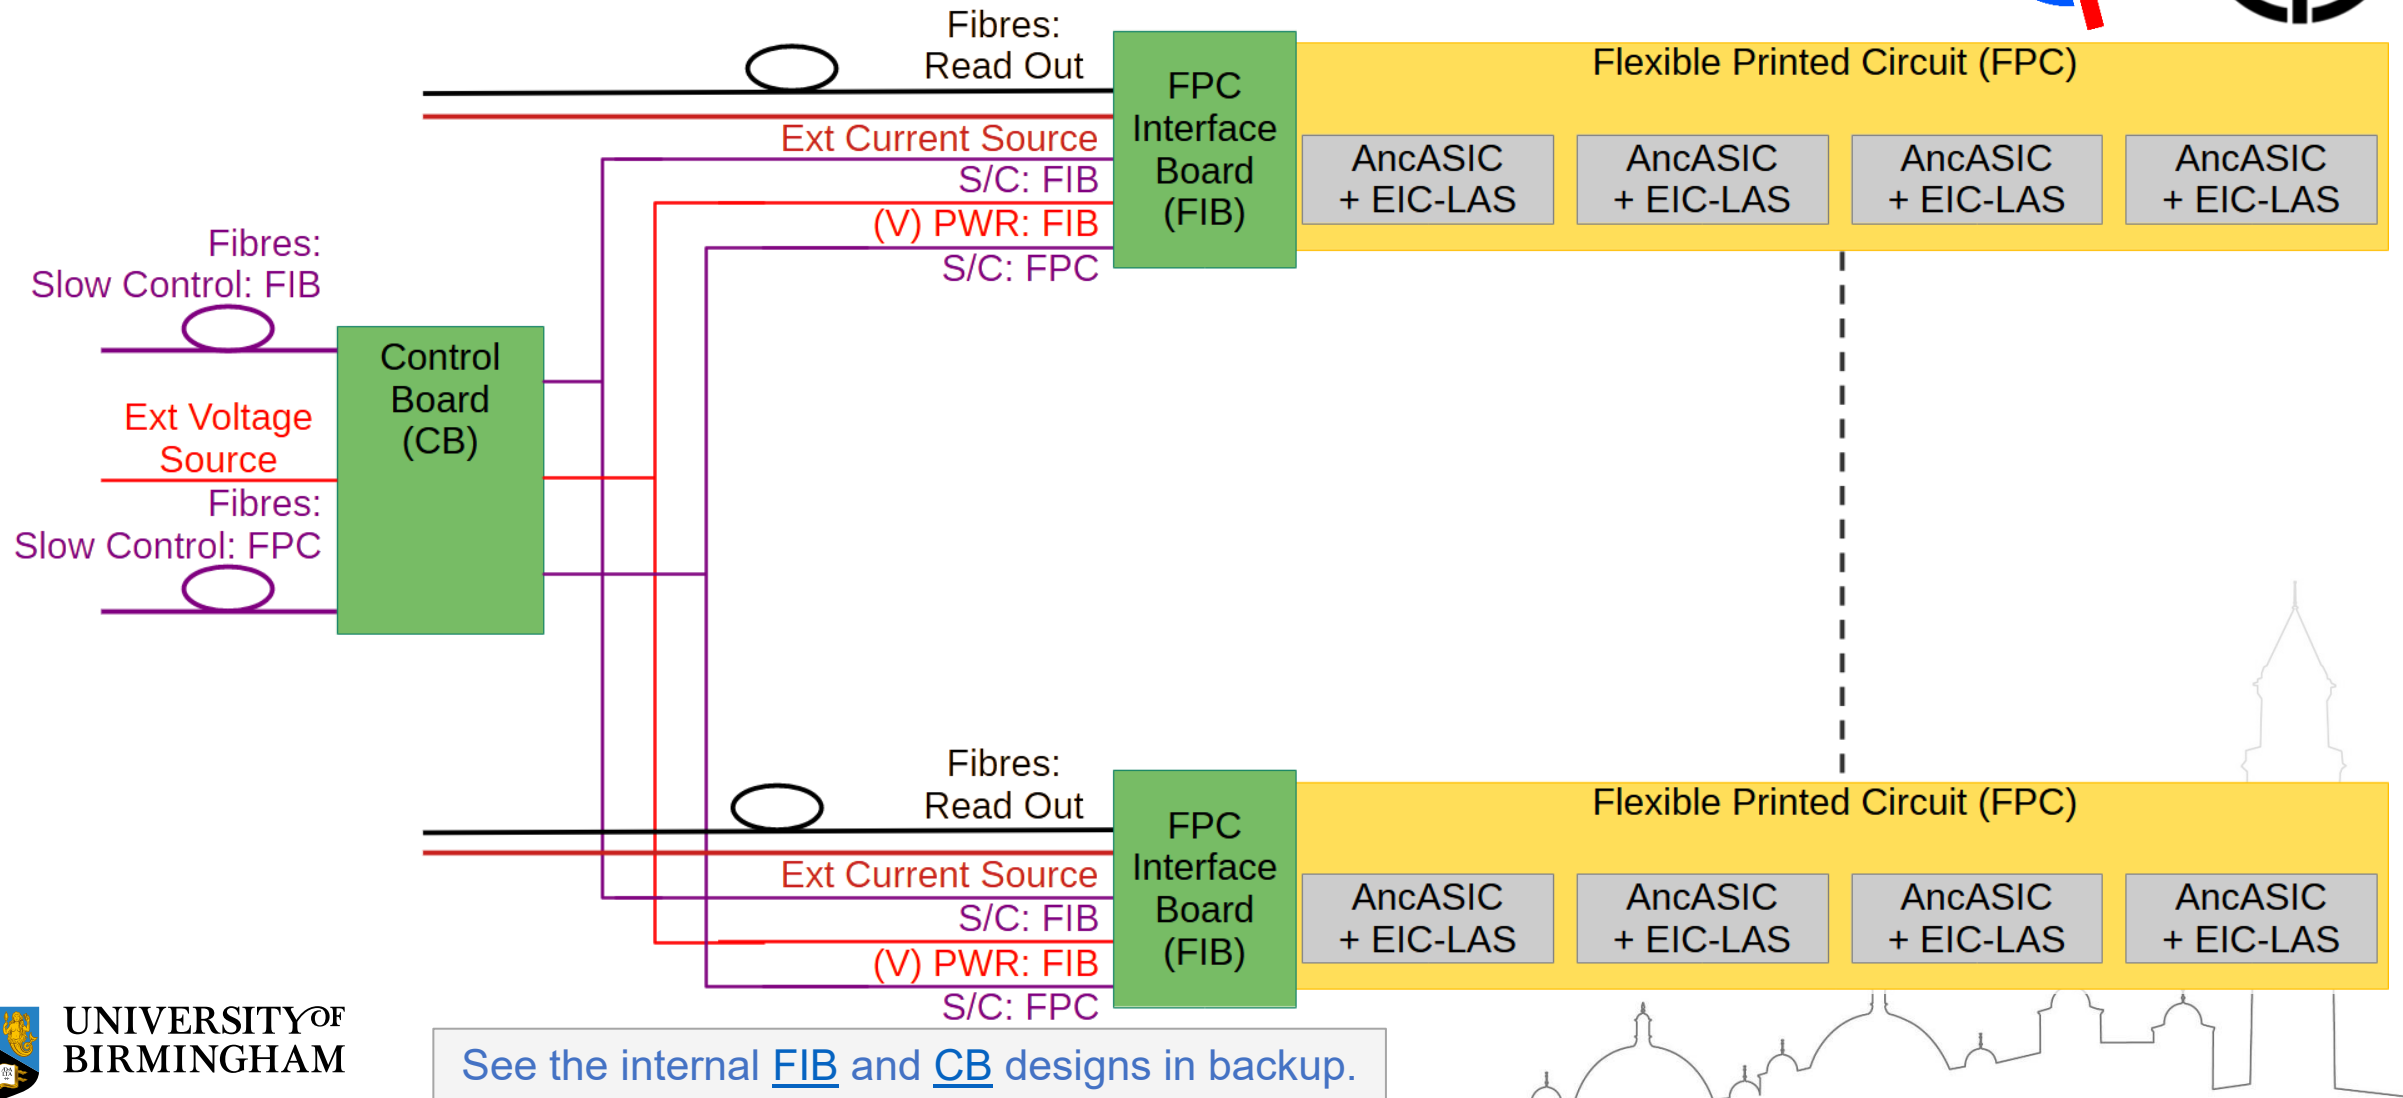 Fibres:
Read Out
Ext Current Source
S/C: FIB
(V) PWR: FIB
S/C: FPC
FPC
Interface
Board
(FIB)
Flexible Printed Circuit (FPC)
AncASIC
+ EIC-LAS
AncASIC
+ EIC-LAS
AncASIC
+ EIC-LAS
AncASIC
+ EIC-LAS
Fibres:
Slow Control: FIB
Ext Voltage
Source
Fibres:
Slow Control: FPC
Control
Board
(CB)
Fibres:
Read Out
Ext Current Source
S/C: FIB
(V) PWR: FIB
S/C: FPC
FPC
Interface
Board
(FIB)
Flexible Printed Circuit (FPC)
AncASIC
+ EIC-LAS
AncASIC
+ EIC-LAS
AncASIC
+ EIC-LAS
AncASIC
+ EIC-LAS
UNIVERSITY OF
BIRMINGHAM
See the internal FIB and CB designs in backup.